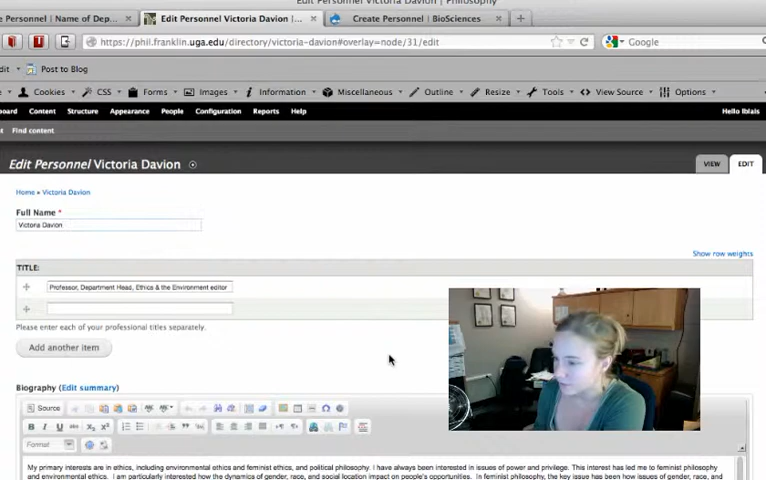 Edit Personnel Victoria Davion | Philosophy
e Personnel | Name of Dep...
Edit Personnel Victoria Davion | ...
Create Personnel | BioSciences
https://phil.franklin.uga.edu/directory/victoria-davion#overlay=node/31/edit
Google
dit Post to Blog
Cookies CSS Forms Images Information Miscellaneous Outline Resize Tools View Source Options
board Content Structure Appearance People Configuration Reports Help
Hello lblais
Find content
Edit Personnel Victoria Davion
VIEW
EDIT
Home » Victoria Davion
Full Name *
Victoria Davion
Show row weights
TITLE:
Professor, Department Head, Ethics & the Environment editor
Please enter each of your professional titles separately.
Add another item
Biography (Edit summary)
Source
Format
My primary interests are in ethics, including environmental ethics and feminist ethics, and political philosophy. I have always been interested in issues of power and privilege. This interest has led me to feminist philosophy
and environmental ethics. I am particularly interested how the dynamics of gender, race, and social location impact on people's opportunities. In feminist philosophy, the key issue has been how gender, race, and